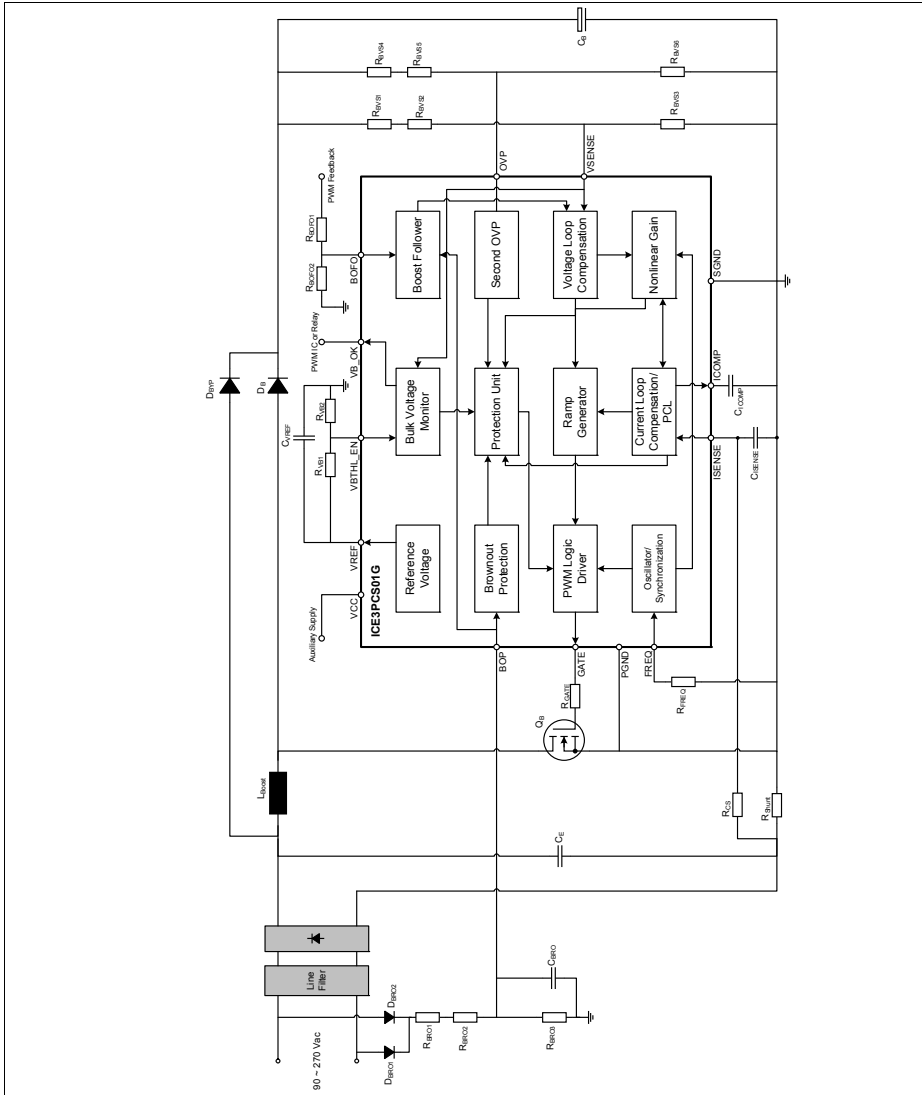 90 ~ 270 Vac
Line
Filter
DBRO1
DBRO2
RBRO1
RBRO2
RBRO3
CBRO
LBoost
DBYP
DB
CE
RCS
RShunt
QB
RGATE
RFREQ
Auxiliary Supply
RVB1
RVB2
CVREF
PWM IC or Relay
RBOFO2
RBOFO1
PWM Feedback
VCC
VREF
VBTHL_EN
VB_OK
BOFO
ICE3PCS01G
Reference
Voltage
Bulk Voltage
Monitor
Boost Follower
BOP
Brownout
Protection
Protection Unit
Second OVP
OVP
GATE
PWM Logic
Driver
Ramp
Generator
Voltage Loop
Compensation
VSENSE
PGND
FREQ
Oscillator/
Synchronization
Current Loop
Compensation/
PCL
Nonlinear Gain
ISENSE
ICOMP
SGND
CISENSE
CICOMP
RBVS1
RBVS2
RBVS3
RBVS4
RBVS5
RBVS6
CB